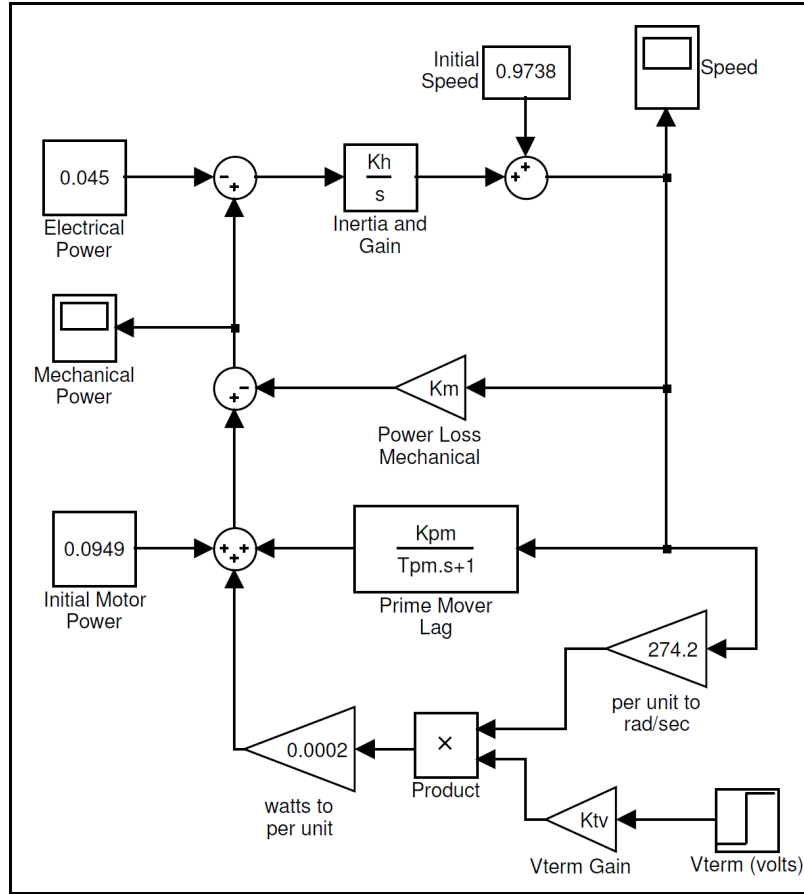 Initial
Speed
0.9738
Speed
0.045
Electrical
Power
-
+
Kh
s
Inertia and
Gain
+
+
Mechanical
Power
-
+
Km
Power Loss
Mechanical
0.0949
Initial Motor
Power
+ +
+
Kpm
Tpm.s+1
Prime Mover
Lag
274.2
per unit to
rad/sec
0.0002
watts to
per unit
×
Product
Ktv
Vterm Gain
Vterm (volts)